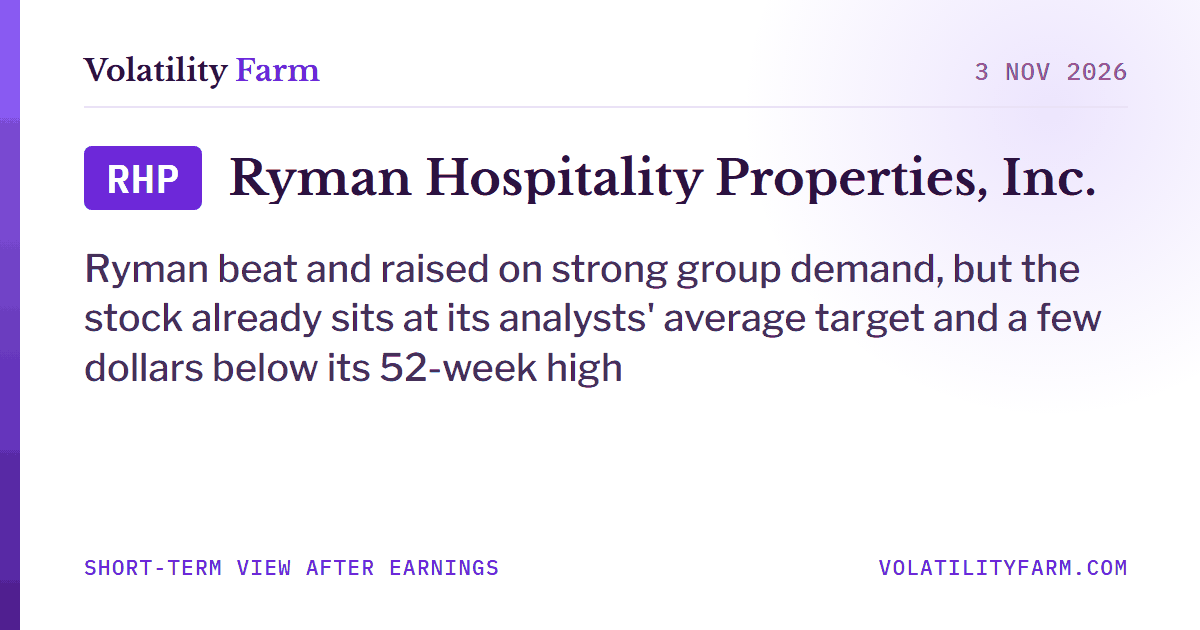 Volatility Farm
3 NOV 2026
RHP
Ryman Hospitality Properties, Inc.
Ryman beat and raised on strong group demand, but the
stock already sits at its analysts' average target and a few
dollars below its 52-week high
SHORT-TERM VIEW AFTER EARNINGS
VOLATILITYFARM.COM